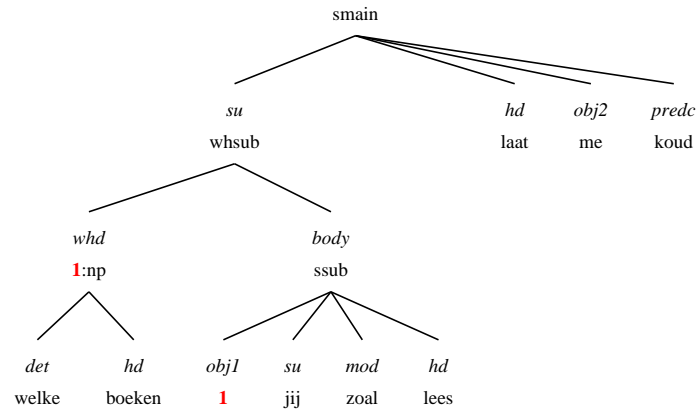 smain
su hd obj2 predc
whsub laat me koud
whd body
1:np ssub
det hd obj1 su mod hd
welke boeken 1 jij zoal lees